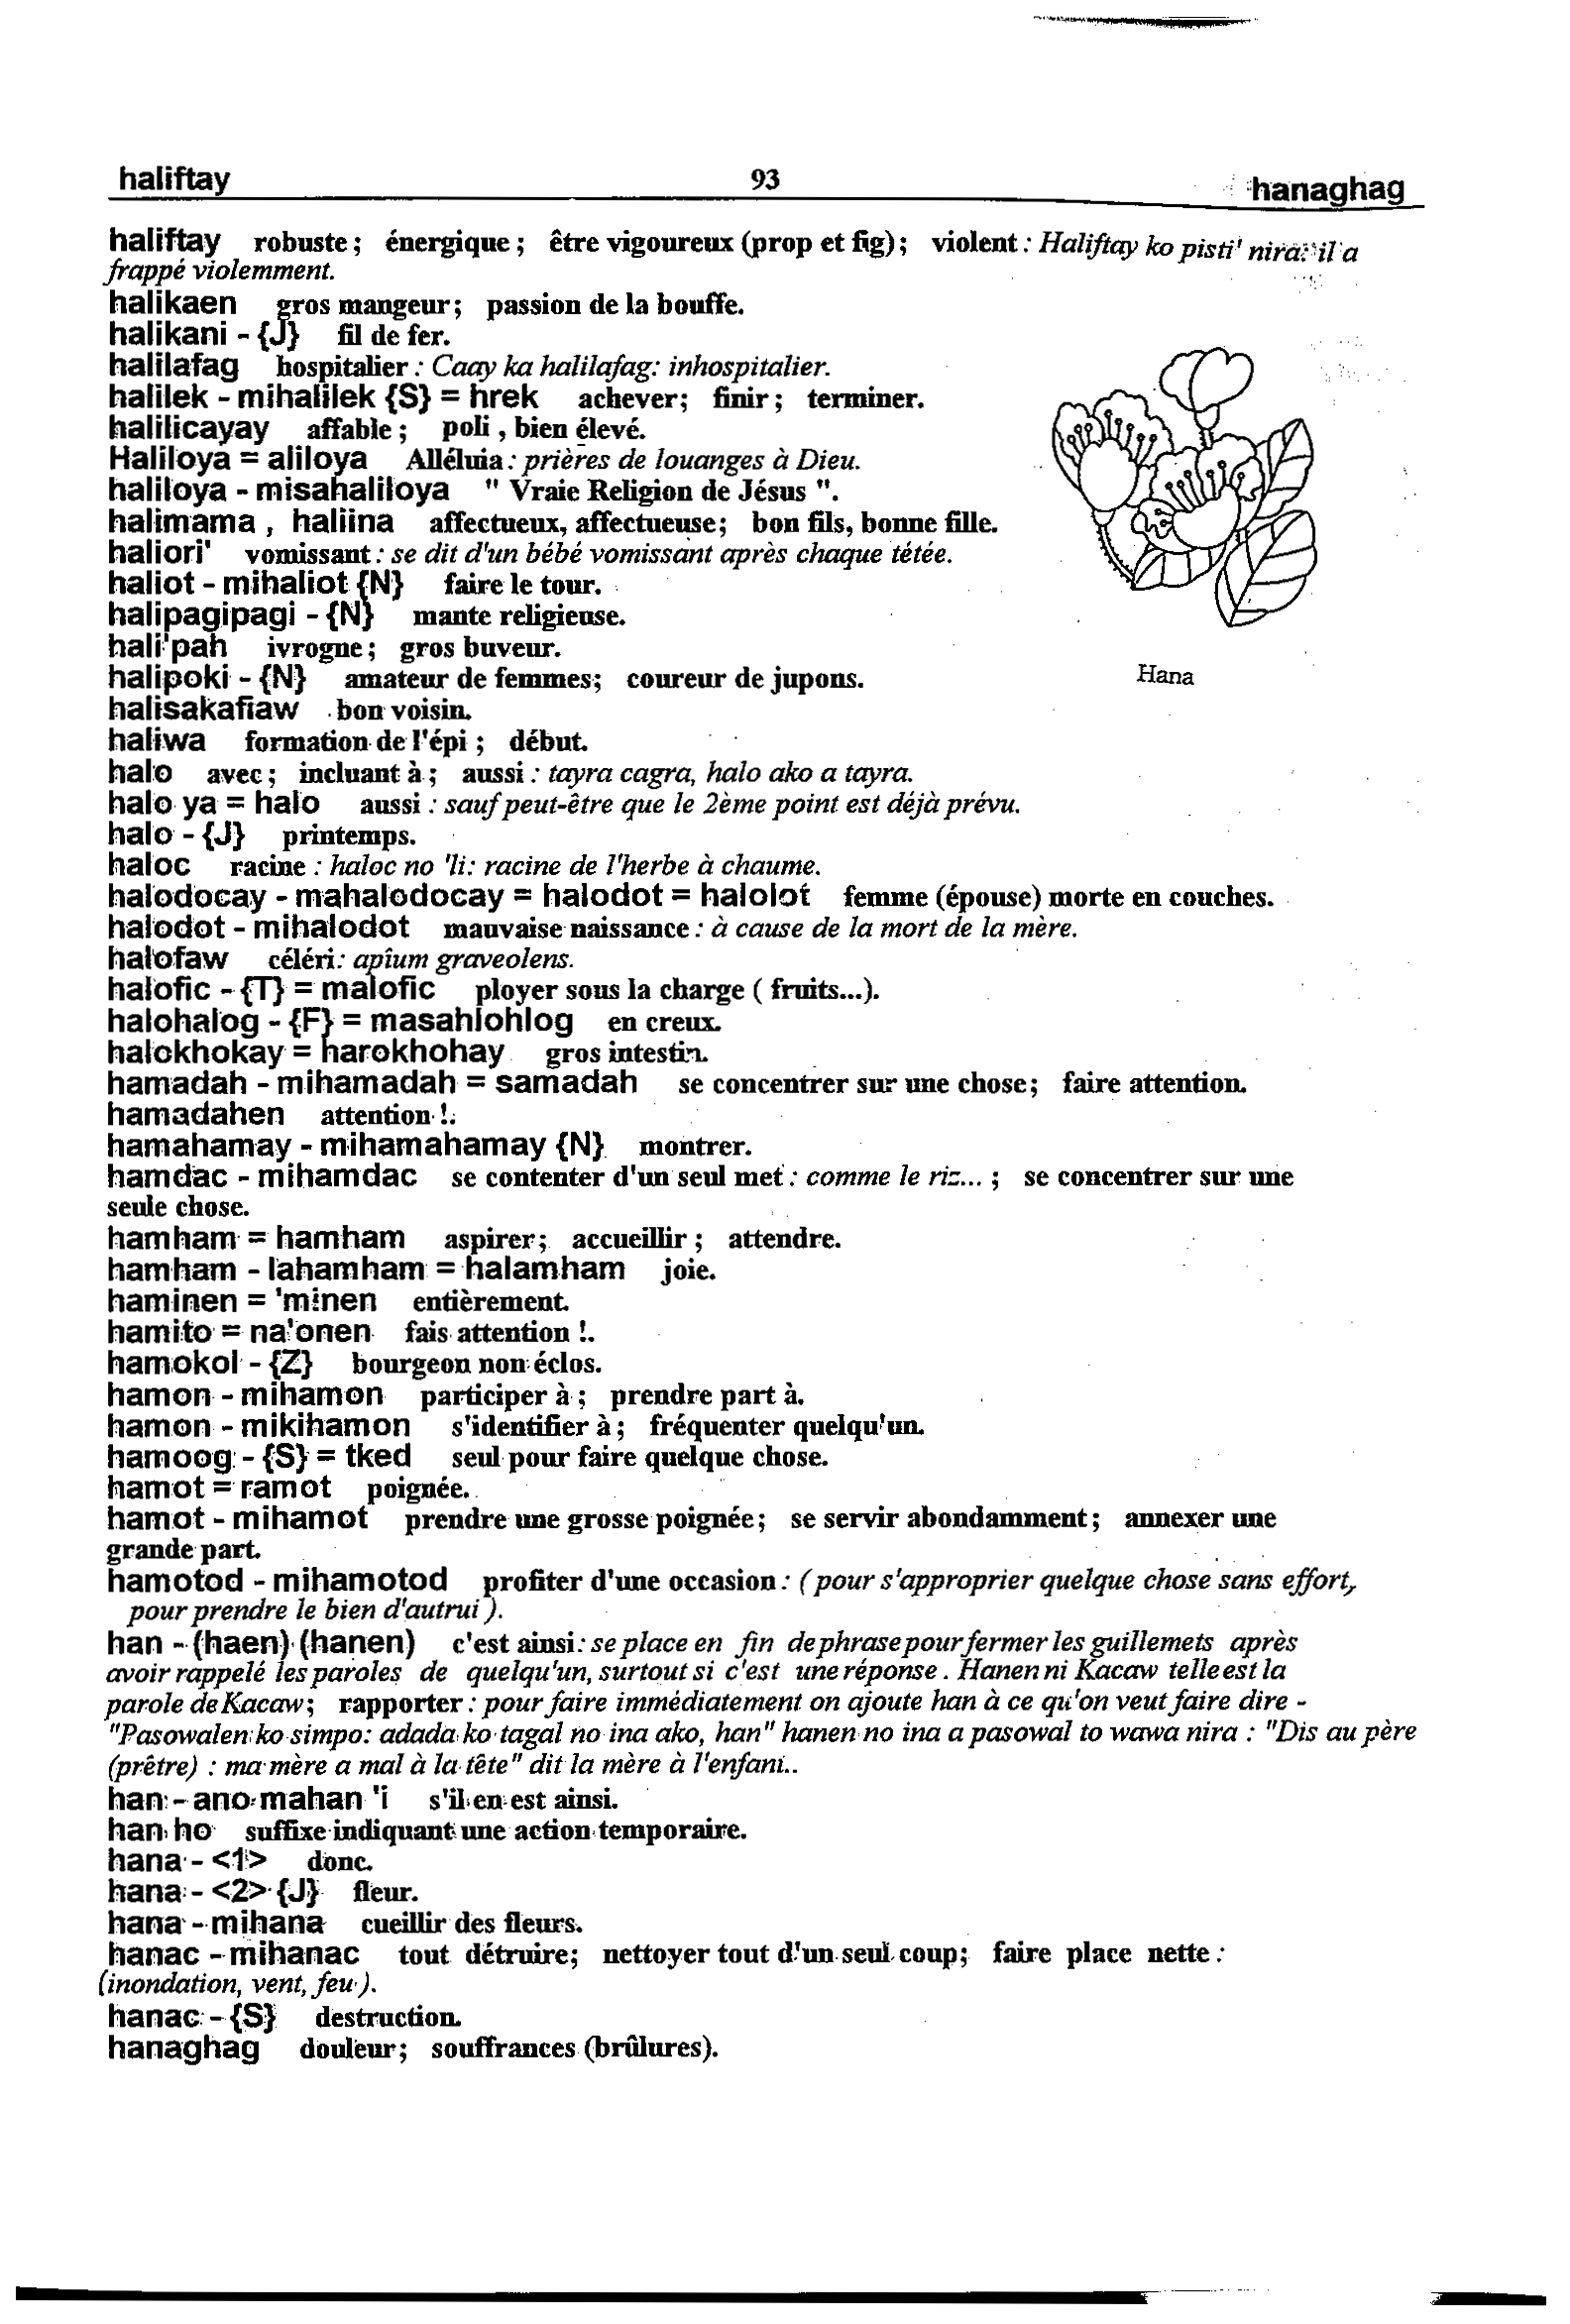 haliftay 93 hanaghag
haliftay robuste ; énergique ; être vigoureux (prop et fig) ; violent : Haliftay ko pisti' nira: il a
frappé violemment.
halikaen gros mangeur ; passion de la bouffe.
halikani - {J} fil de fer.
halilafag hospitalier : Caay ka halilafag: inhospitalier.
halilek - mihalilek {S} = hrek achever ; finir ; terminer.
halilicayay affable ; poli , bien élevé.
Haliloya = aliloya Alléluia : prières de louanges à Dieu.
haliloya - misahaliloya " Vraie Religion de Jésus ".
halimama , haliina affectueux, affectueuse ; bon fils, bonne fille.
haliori' vomissant : se dit d'un bébé vomissant après chaque tétée.
haliot - mihaliot {N} faire le tour.
halipagipagi - {N} mante religieuse.
hali'pah ivrogne ; gros buveur.
halipoki - {N} amateur de femmes; coureur de jupons.
Hana
halisakafiaw bon voisin.
haliwa formation de l'épi ; début.
halo avec ; incluant à ; aussi : tayra cagra, halo ako a tayra.
halo ya = halo aussi : sauf peut-être que le 2ème point est déjà prévu.
halo - {J} printemps.
haloc racine : haloc no 'li: racine de l'herbe à chaume.
halodocay - mahalodocay = halodot = halolot femme (épouse) morte en couches.
halodot - mihalodot mauvaise naissance : à cause de la mort de la mère.
halofaw céléri: apîum graveolens.
halofic - {T} = malofic ployer sous la charge ( fruits...).
halohalog - {F} = masahlohlog en creux.
halokhokay = harokhohay gros intestin.
hamadah - mihamadah = samadah se concentrer sur une chose ; faire attention.
hamadahen attention !.
hamahamay - mihamahamay {N} montrer.
hamdac - mihamdac se contenter d'un seul met : comme le riz... ; se concentrer sur une
seule chose.
hamham = hamham aspirer ; accueillir ; attendre.
hamham - lahamham = halamham joie.
haminen = 'minen entièrement.
hamito = na'onen fais attention !.
hamokol - {Z} bourgeon non éclos.
hamon - mihamon participer à ; prendre part à.
hamon - mikihamon s'identifier à ; fréquenter quelqu'un.
hamoog - {S} = tked seul pour faire quelque chose.
hamot = ramot poignée.
hamot - mihamot prendre une grosse poignée ; se servir abondamment ; annexer une
grande part.
hamotod - mihamotod profiter d'une occasion : ( pour s'approprier quelque chose sans effort,
pour prendre le bien d'autrui ).
han - (haen) (hanen) c'est ainsi : se place en fin de phrase pour fermer les guillemets après
avoir rappelé les paroles de quelqu'un, surtout si c'est une réponse . Hanen ni Kacaw telle est la
parole de Kacaw ; rapporter : pour faire immédiatement on ajoute han à ce qu'on veut faire dire -
"Pasowalen ko simpo: adada ko tagal no ina ako, han" hanen no ina a pasowal to wawa nira : "Dis au père
(prêtre) : ma mère a mal à la tête" dit la mère à l'enfant..
han - ano mahan 'i s'il en est ainsi.
han ho suffixe indiquant une action temporaire.
hana - <1> donc.
hana - <2> {J} fleur.
hana - mihana cueillir des fleurs.
hanac - mihanac tout détruire; nettoyer tout d'un seul coup; faire place nette :
(inondation, vent, feu ).
hanac - {S} destruction.
hanaghag douleur ; souffrances (brûlures).